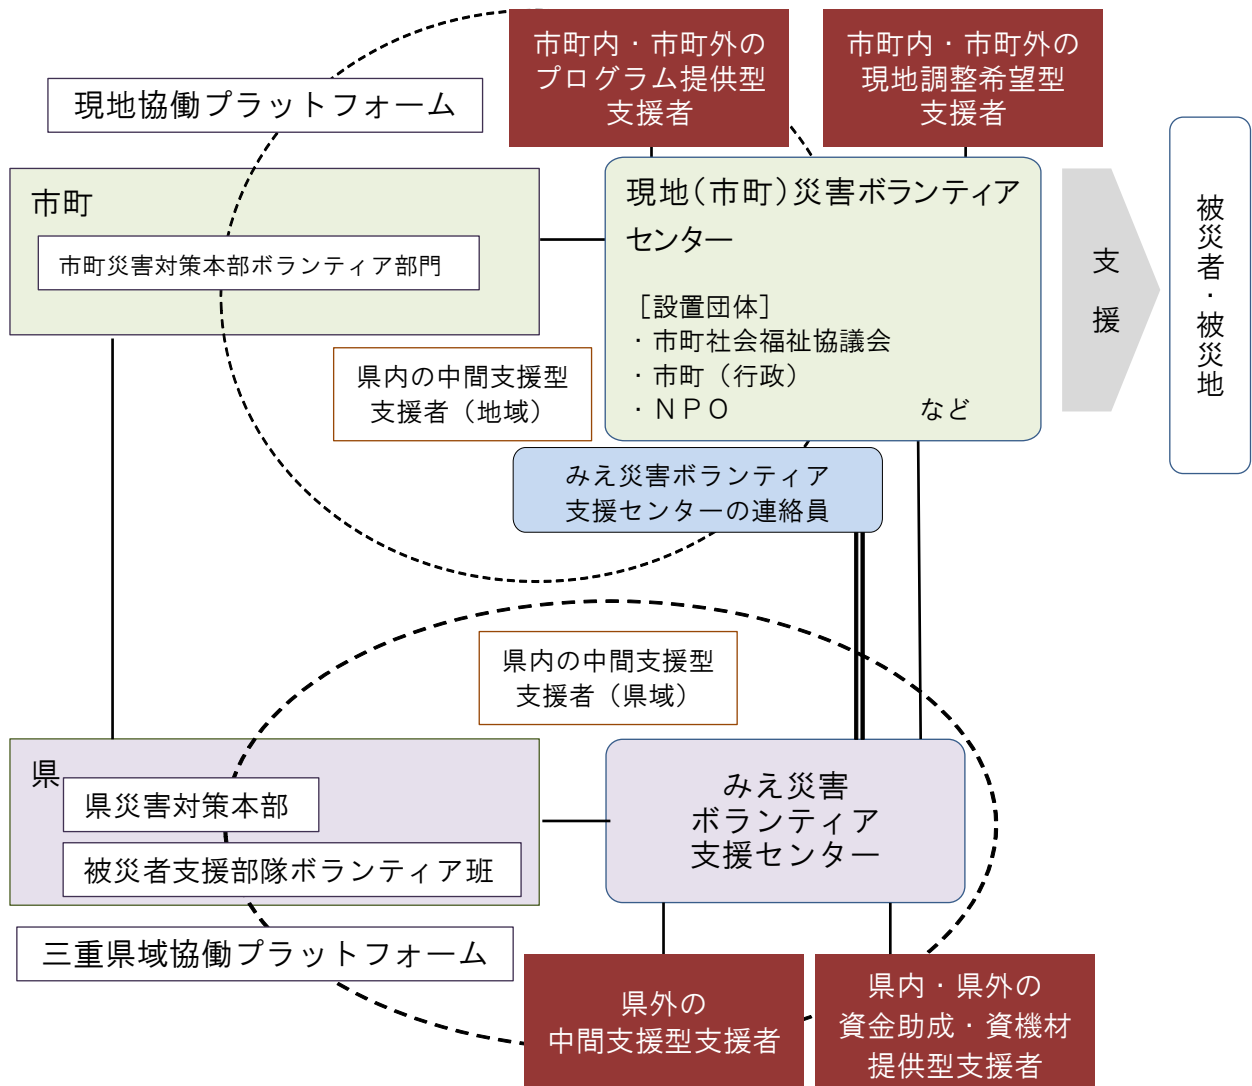 市町内・市町外の
プログラム提供型
支援者
市町内・市町外の
現地調整希望型
支援者
現地協働プラットフォーム
市町
市町災害対策本部ボランティア部門
現地（市町）災害ボランティア
センター
［設置団体］
・市町社会福祉協議会
・市町（行政）
・ＮＰＯ　など
支援
被災者・被災地
県内の中間支援型
支援者（地域）
みえ災害ボランティア
支援センターの連絡員
県内の中間支援型
支援者（県域）
県
県災害対策本部
被災者支援部隊ボランティア班
みえ災害
ボランティア
支援センター
三重県域協働プラットフォーム
県外の
中間支援型支援者
県内・県外の
資金助成・資機材
提供型支援者